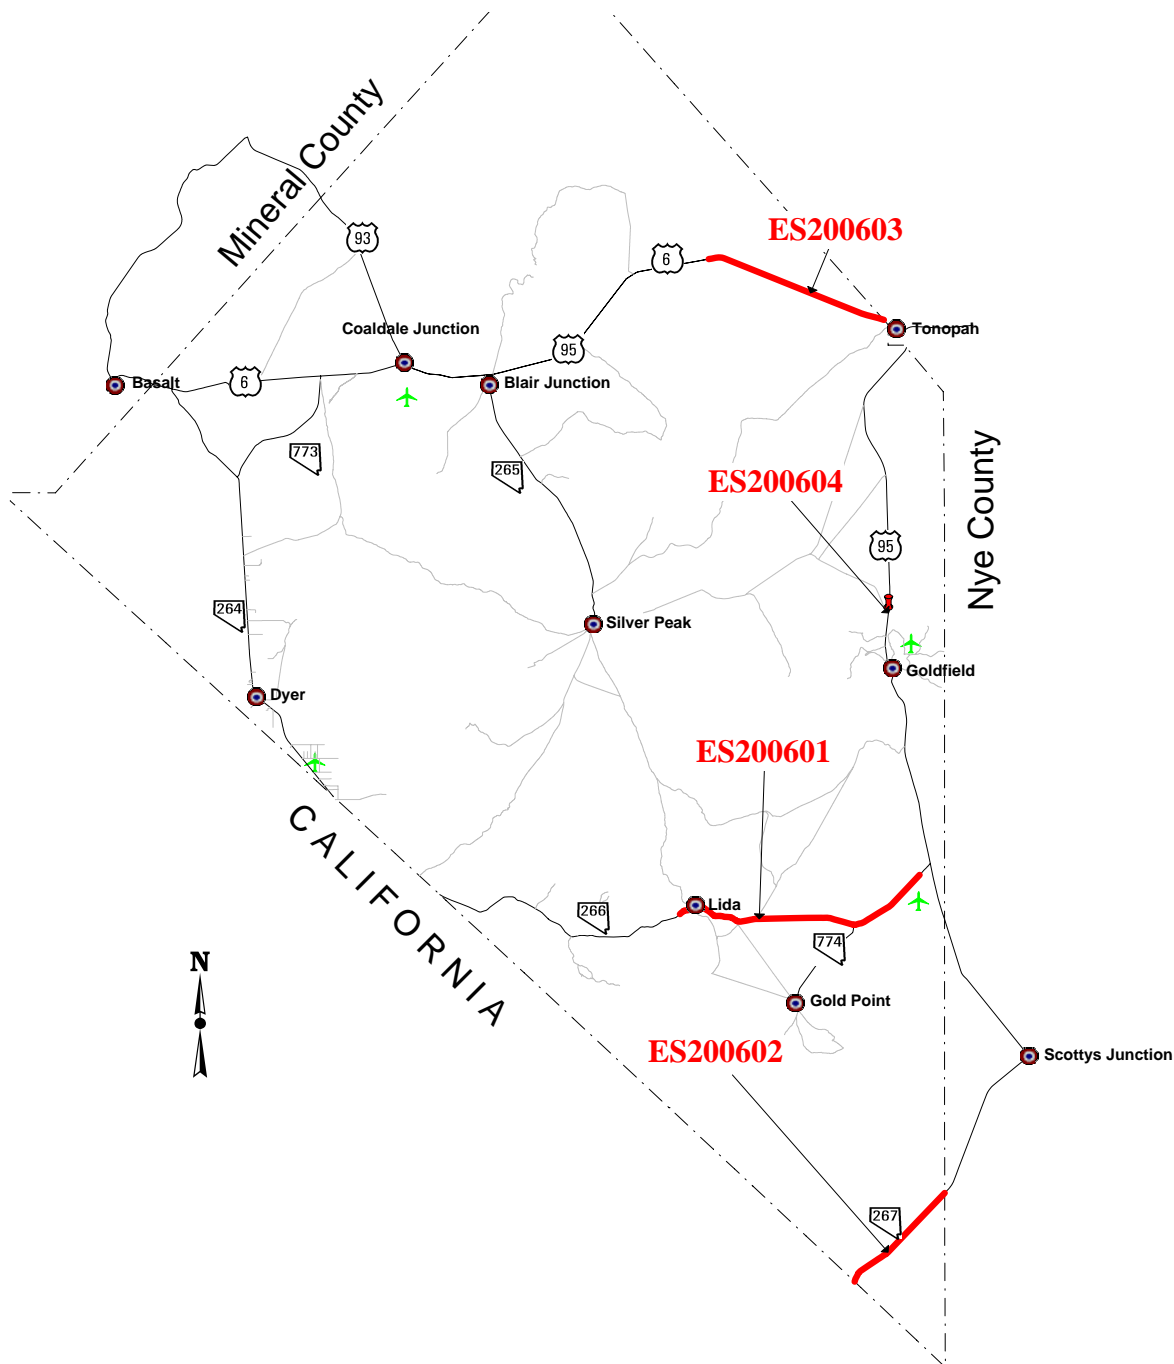 Mineral County
93
ES200603
6
Tonopah
Coaldale Junction
95
Basalt
6
Blair Junction
773
265
ES200604
Nye County
95
264
Silver Peak
Goldfield
Dyer
ES200601
CALIFORNIA
266
Lida
774
N
Gold Point
ES200602
Scottys Junction
267